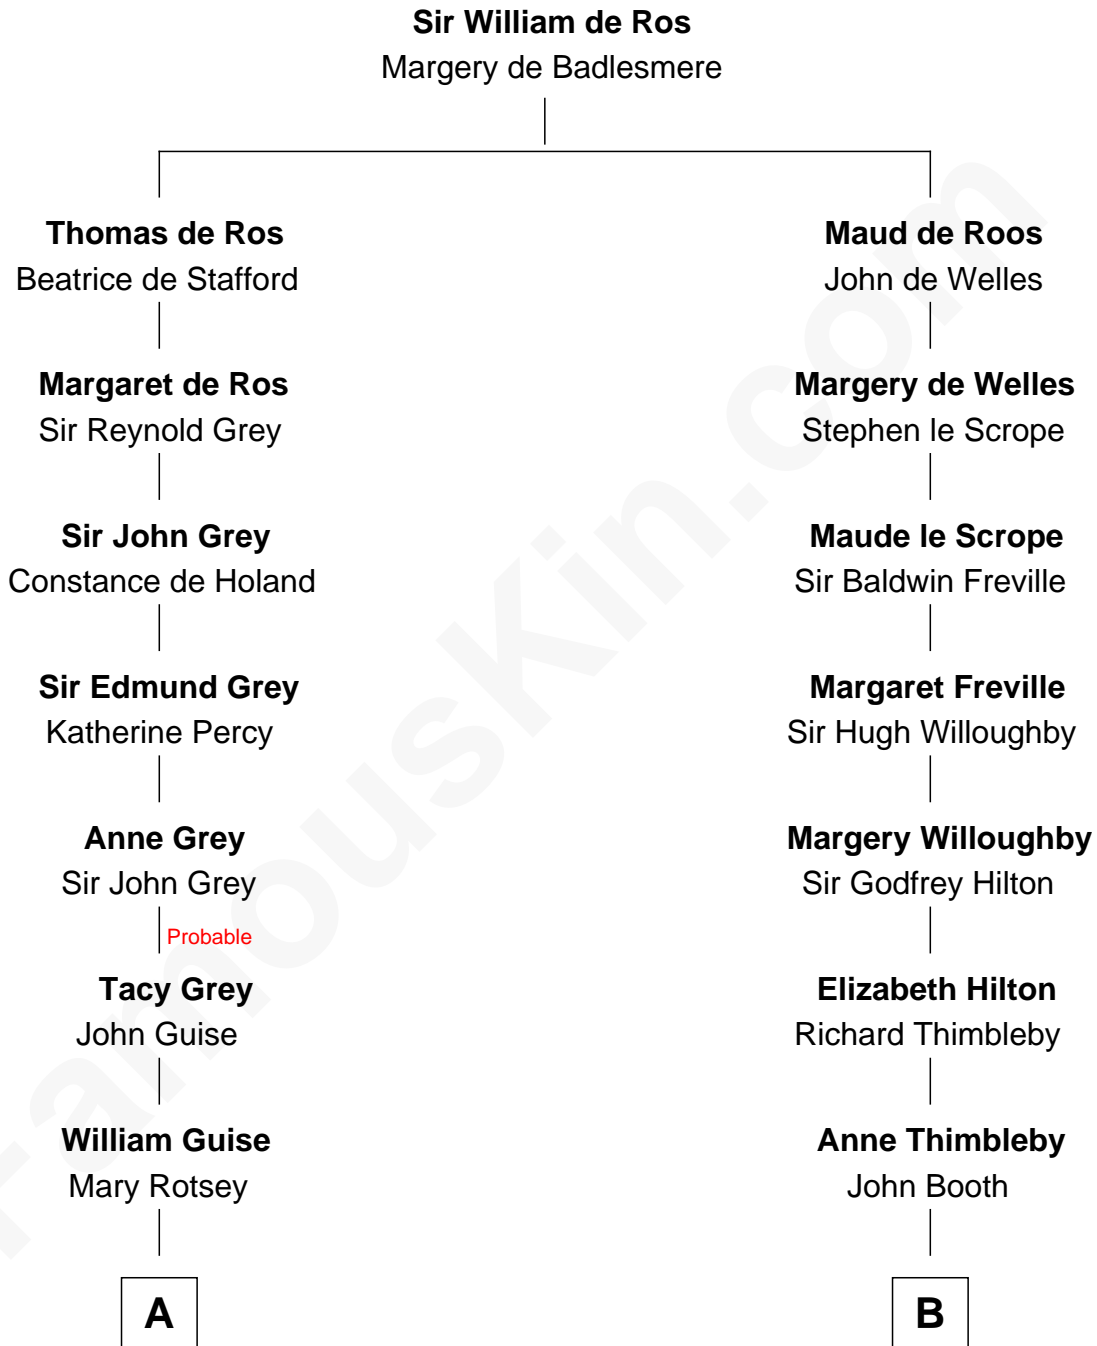 Sir William de Ros
Margery de Badlesmere
Thomas de Ros
Beatrice de Stafford
Margaret de Ros
Sir Reynold Grey
Sir John Grey
Constance de Holand
Sir Edmund Grey
Katherine Percy
Anne Grey
Sir John Grey
Probable
Tacy Grey
John Guise
William Guise
Mary Rotsey
A
Maud de Roos
John de Welles
Margery de Welles
Stephen le Scrope
Maude le Scrope
Sir Baldwin Freville
Margaret Freville
Sir Hugh Willoughby
Margery Willoughby
Sir Godfrey Hilton
Elizabeth Hilton
Richard Thimbleby
Anne Thimbleby
John Booth
B
FamousKin.com